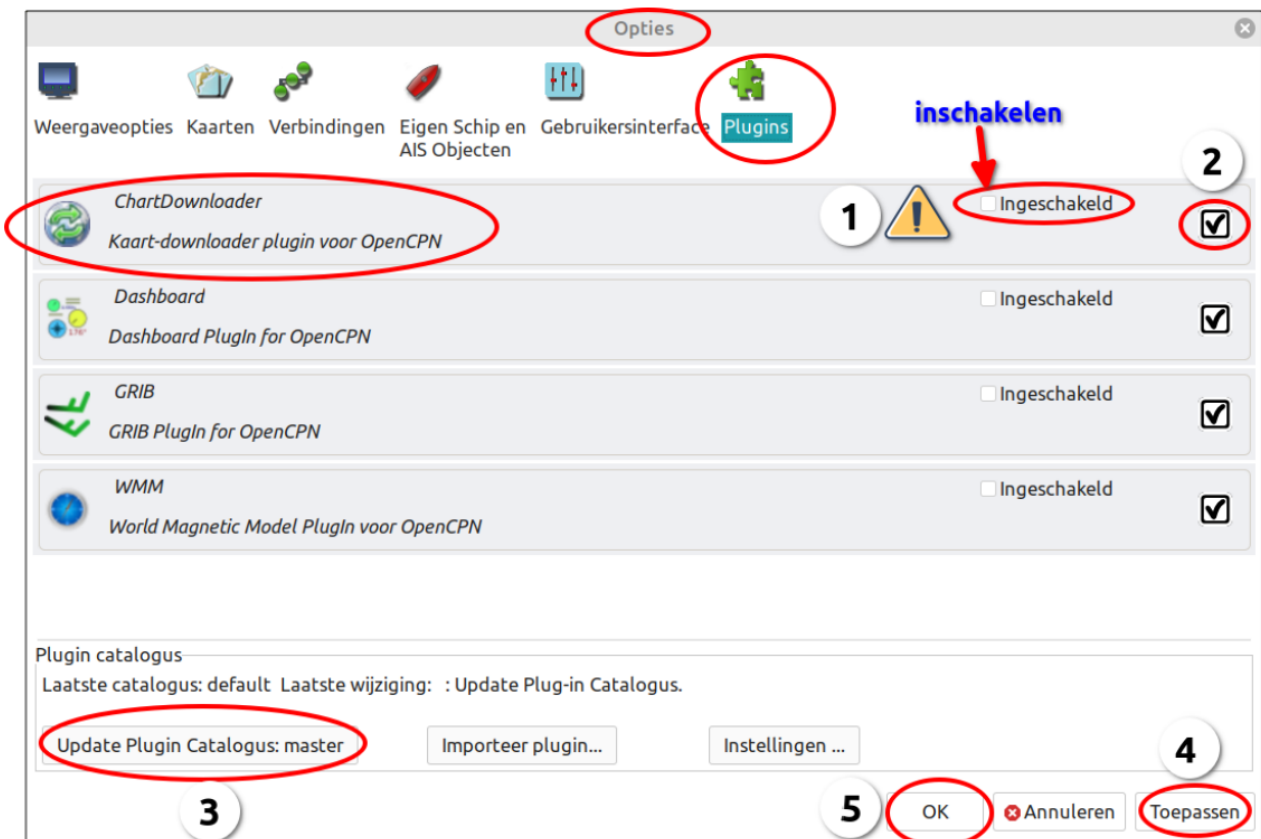 Opties
Weergaveopties Kaarten Verbindingen Eigen Schip en AIS Objecten Gebruikersinterface Plugins
inschakelen
2
ChartDownloader
1
Ingeschakeld
Kaart-downloader plugin voor OpenCPN
Dashboard
Ingeschakeld
Dashboard PlugIn for OpenCPN
GRIB
Ingeschakeld
GRIB PlugIn for OpenCPN
WMM
Ingeschakeld
World Magnetic Model PlugIn voor OpenCPN
Plugin catalogus
Laatste catalogus: default Laatste wijziging: : Update Plug-in Catalogus.
Update Plugin Catalogus: master Importeer plugin... Instellingen ...
4
3
5
OK Annuleren Toepassen